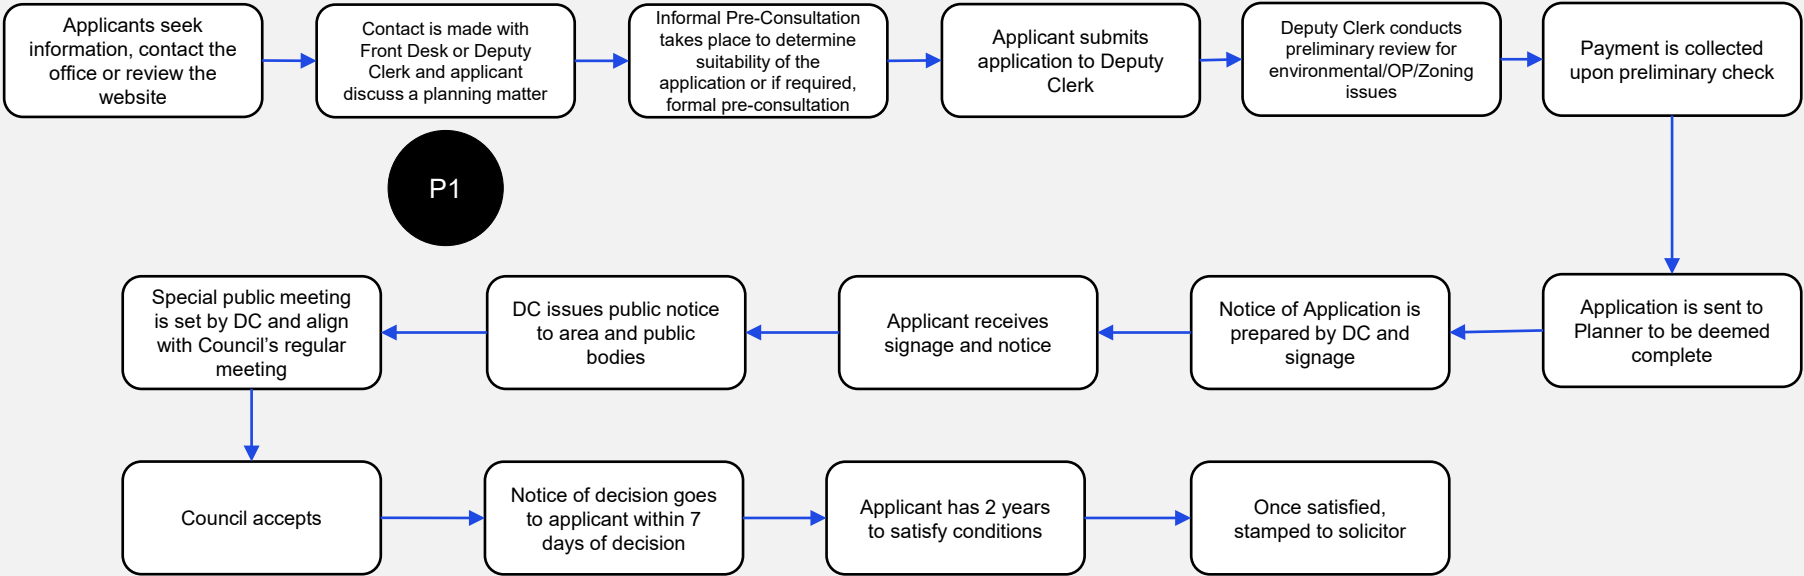 Applicants seek
information, contact the
office or review the
website
Contact is made with
Front Desk or Deputy
Clerk and applicant
discuss a planning matter
Informal Pre-Consultation
takes place to determine
suitability of the
application or if required,
formal pre-consultation
Applicant submits
application to Deputy
Clerk
Deputy Clerk conducts
preliminary review for
environmental/OP/Zoning
issues
Payment is collected
upon preliminary check
P1
Application is sent to
Planner to be deemed
complete
Notice of Application is
prepared by DC and
signage
Applicant receives
signage and notice
DC issues public notice
to area and public
bodies
Special public meeting
is set by DC and align
with Council’s regular
meeting
Council accepts
Notice of decision goes
to applicant within 7
days of decision
Applicant has 2 years
to satisfy conditions
Once satisfied,
stamped to solicitor